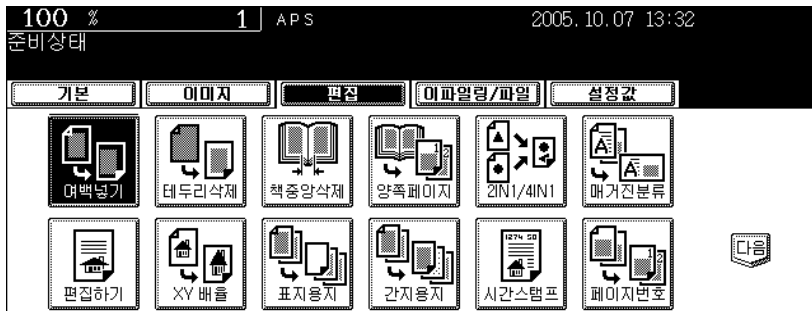 100 % 1 APS 2005.10.07 13:32
준비상태
기본 이미지 편집 이파일링/파일 설정값
여백넣기 테두리삭제 책중앙삭제 양쪽페이지 2IN1/4IN1 매거진분류
편집하기 XY 배율 표지용지 간지용지 시간스탬프 페이지번호 다음